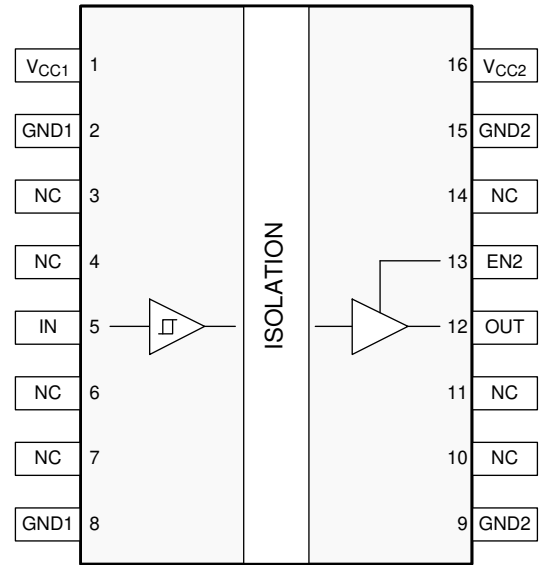 VCC1 1 16 VCC2
GND1 2 15 GND2
NC 3 14 NC
NC 4 13 EN2
IN 5 12 OUT
NC 6 11 NC
NC 7 10 NC
GND1 8 9 GND2
ISOLATION